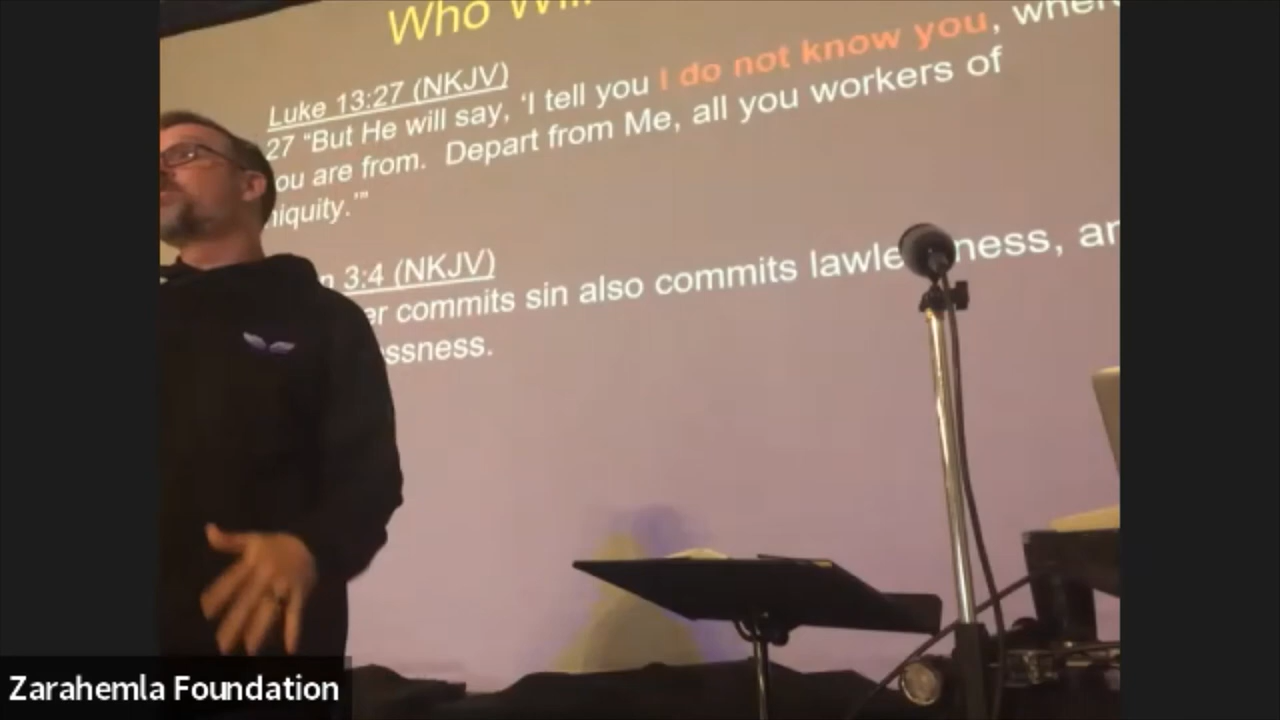 Who Wil
Luke 13:27 (NKJV)
27 “But He will say, ‘I tell you I do not know you, wher
ou are from. Depart from Me, all you workers of
niquity.’”
n 3:4 (NKJV)
er commits sin also commits lawle ness, an
ssness.
Zarahemla Foundation